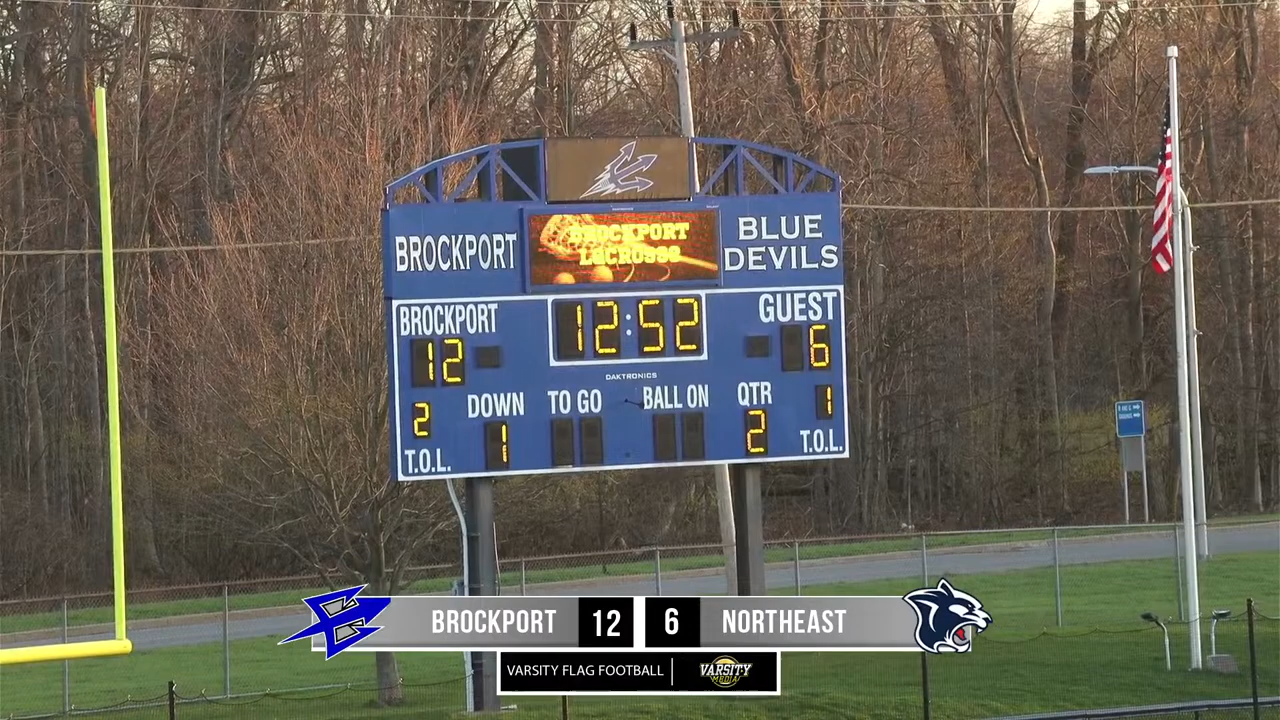 BROCKPORT
BROCKPORT
LACROSSE
BLUE
DEVILS
BROCKPORT
12:52
GUEST
12
6
DAKTRONICS
DOWN
TO GO
BALL ON
QTR
2
1
2
1
T.O.L.
T.O.L.
BROCKPORT 12 6 NORTHEAST
VARSITY FLAG FOOTBALL
VARSITY
MEDIA